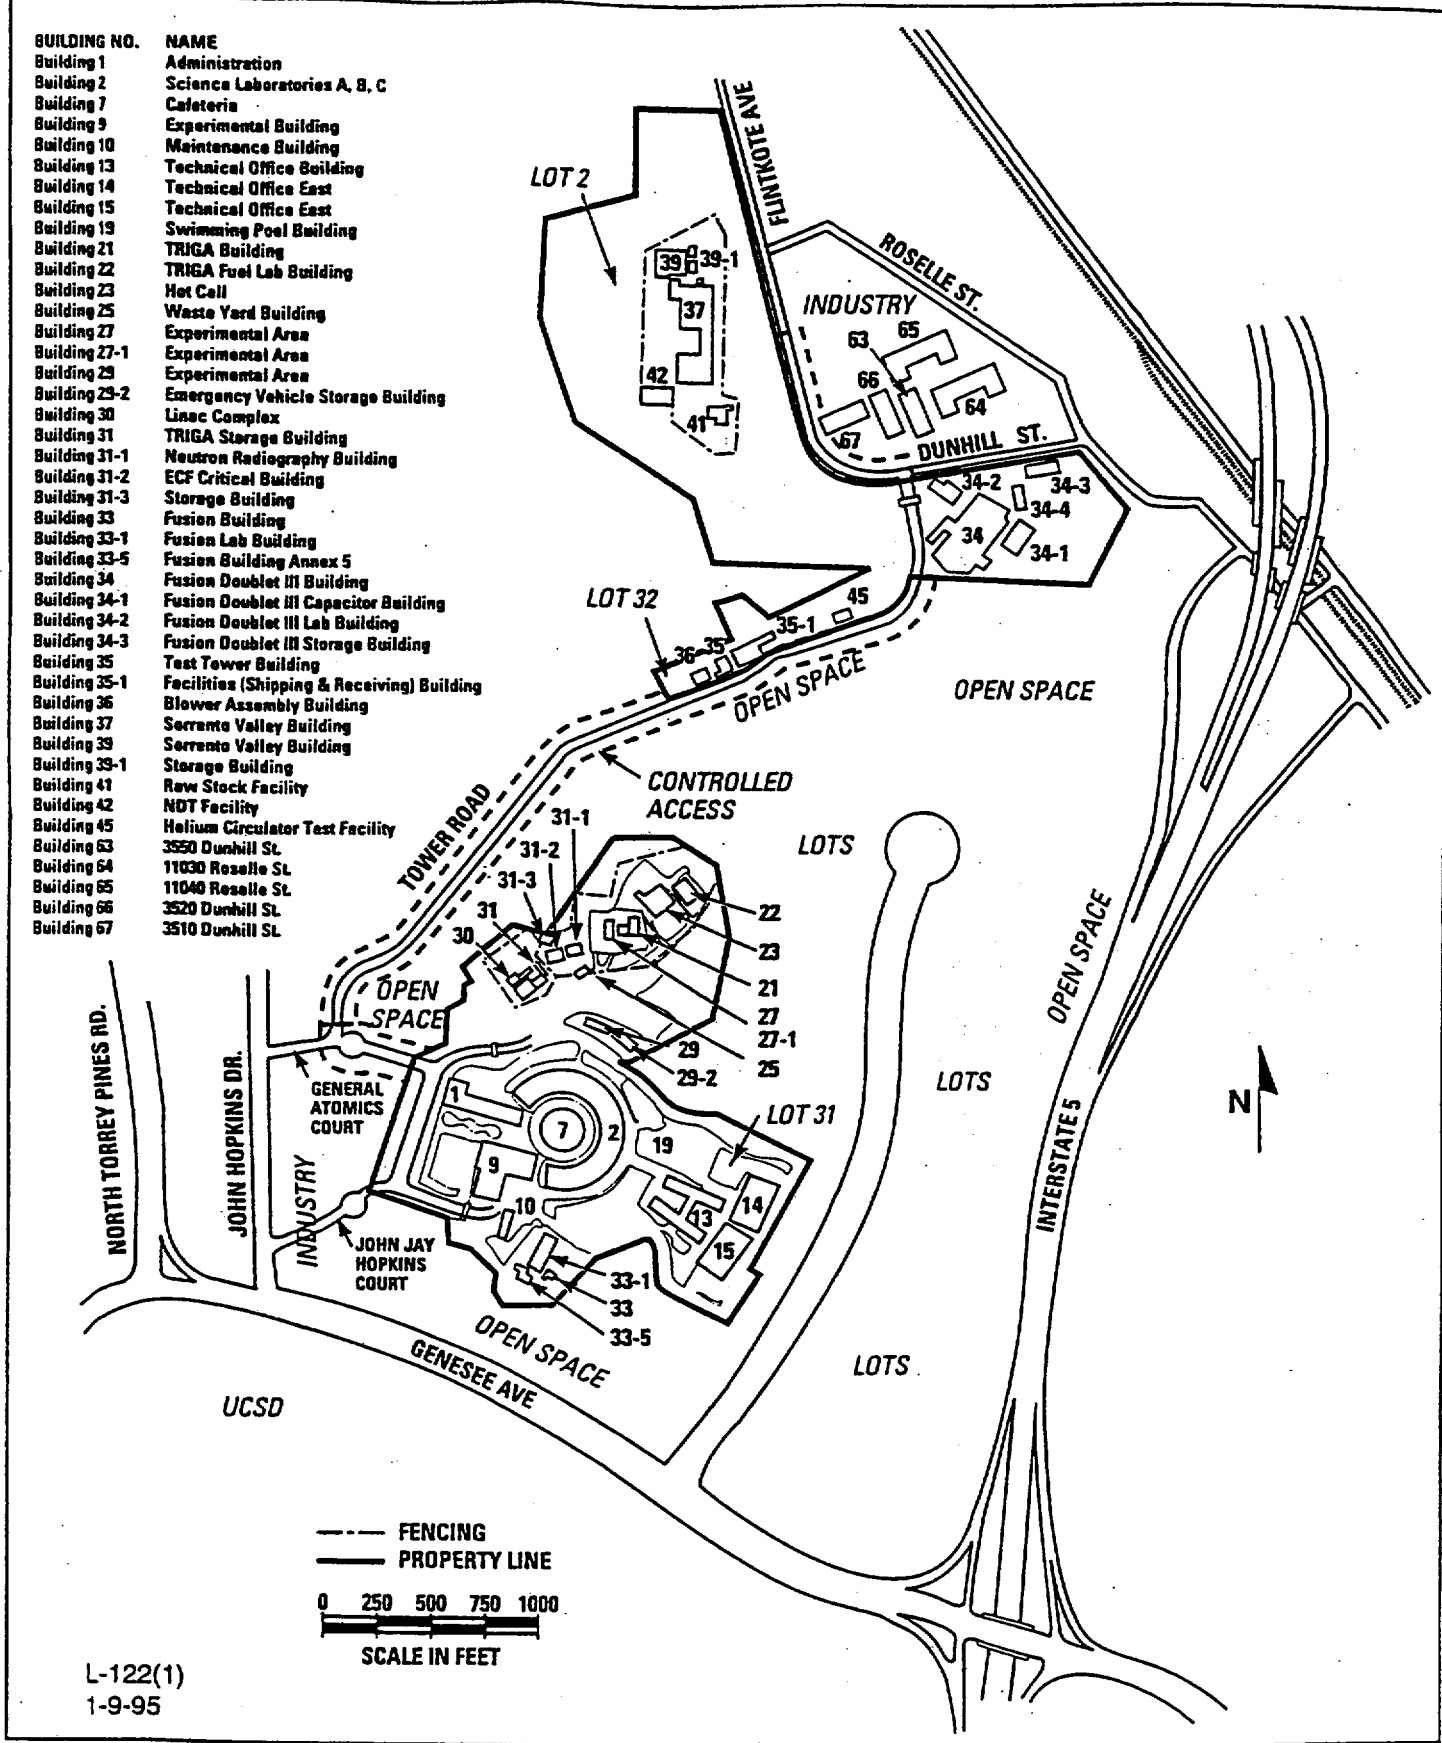 BUILDING NO. NAME
Building 1 Administration
Building 2 Science Laboratories A, B, C
Building 7 Cafeteria
Building 9 Experimental Building
Building 10 Maintenance Building
Building 13 Technical Office Building
Building 14 Technical Office East
Building 15 Technical Office East
Building 19 Swimming Pool Building
Building 21 TRIGA Building
Building 22 TRIGA Fuel Lab Building
Building 23 Hot Cell
Building 25 Waste Yard Building
Building 27 Experimental Area
Building 27-1 Experimental Area
Building 29 Experimental Area
Building 29-2 Emergency Vehicle Storage Building
Building 30 Linac Complex
Building 31 TRIGA Storage Building
Building 31-1 Neutron Radiography Building
Building 31-2 ECF Critical Building
Building 31-3 Storage Building
Building 33 Fusion Building
Building 33-1 Fusion Lab Building
Building 33-5 Fusion Building Annex 5
Building 34 Fusion Doublet III Building
Building 34-1 Fusion Doublet III Capacitor Building
Building 34-2 Fusion Doublet III Lab Building
Building 34-3 Fusion Doublet III Storage Building
Building 35 Test Tower Building
Building 35-1 Facilities (Shipping & Receiving) Building
Building 36 Blower Assembly Building
Building 37 Sorrento Valley Building
Building 39 Sorrento Valley Building
Building 39-1 Storage Building
Building 41 Raw Stock Facility
Building 42 NDT Facility
Building 45 Helium Circulator Test Facility
Building 63 3550 Dunhill St.
Building 64 11030 Roselle St.
Building 65 11040 Roselle St.
Building 66 3520 Dunhill St.
Building 67 3510 Dunhill St.
FLINTKOTE AVE
LOT 2
ROSELLE ST.
39
39-1
37
42
41
INDUSTRY
63
65
66
64
67
DUNHILL ST.
34-2
34-3
34-4
34
34-1
LOT 32
45
35-1
36
35
OPEN SPACE
OPEN SPACE
CONTROLLED
ACCESS
TOWER ROAD
31-1
31-2
31-3
31
30
LOTS
22
23
21
27
27-1
25
29
29-2
OPEN SPACE
OPEN
SPACE
NORTH TORREY PINES RD.
JOHN HOPKINS DR.
GENERAL
ATOMICS
COURT
INDUSTRY
JOHN JAY
HOPKINS
COURT
1
7
2
9
10
19
LOT 31
13
14
15
33-1
33
33-5
LOTS
N
INTERSTATE 5
OPEN SPACE
GENESEE AVE
LOTS
UCSD
FENCING
PROPERTY LINE
0 250 500 750 1000
SCALE IN FEET
L-122(1)
1-9-95